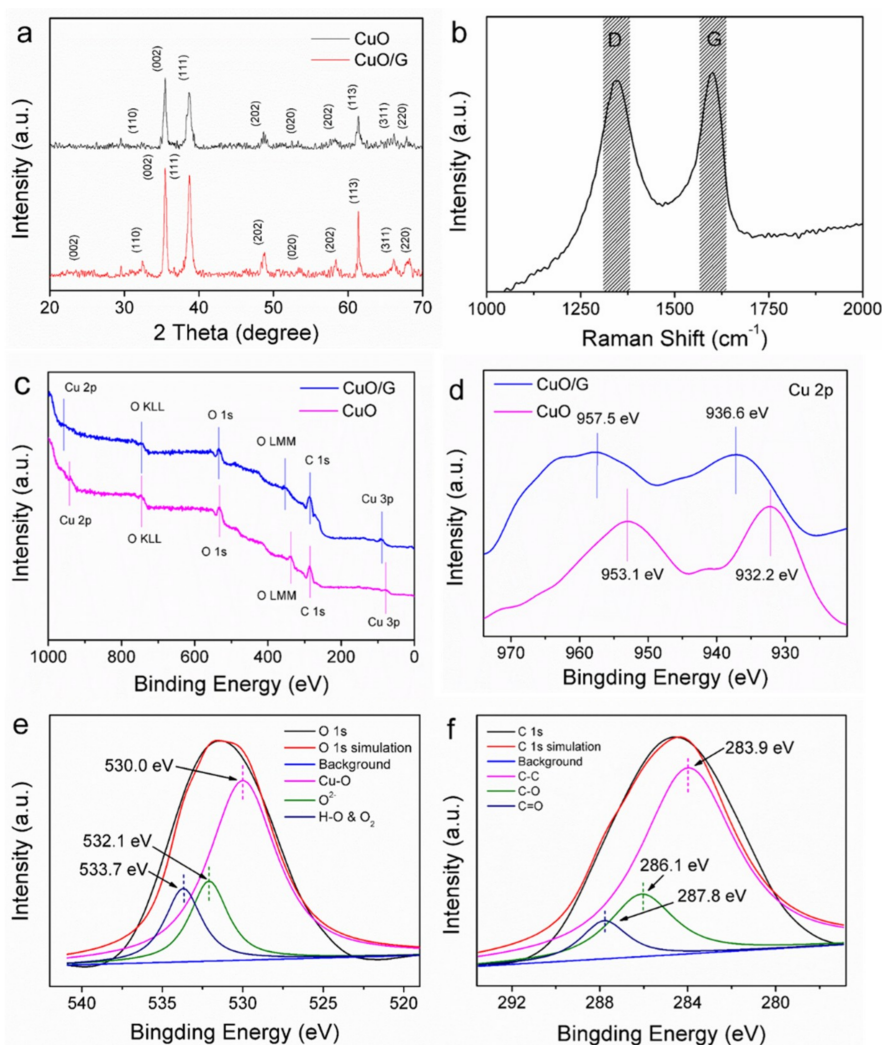 a
CuO
CuO/G
(110)
(002)
(111)
(202)
(020)
(202)
(113)
(311)
(220)
(002)
(110)
(002)
(111)
(202)
(020)
(202)
(113)
(311)
(220)
Intensity (a.u.)
20 30 40 50 60 70
2 Theta (degree)
b
D
G
Intensity (a.u.)
1000 1250 1500 1750 2000
Raman Shift (cm⁻¹)
c
CuO/G
CuO
Cu 2p
O KLL
O 1s
O LMM
C 1s
Cu 3p
Cu 2p
O KLL
O 1s
O LMM
C 1s
Cu 3p
Intensity (a.u.)
1000 800 600 400 200 0
Binding Energy (eV)
d
CuO/G
CuO
Cu 2p
957.5 eV
936.6 eV
953.1 eV
932.2 eV
Intensity (a.u.)
970 960 950 940 930
Bingding Energy (eV)
e
O 1s
O 1s simulation
Background
Cu-O
O²⁻
H-O & O₂
530.0 eV
532.1 eV
533.7 eV
Intensity (a.u.)
540 530 520
Bingding Energy (eV)
f
C 1s
C 1s simulation
Background
C-C
C-O
C=O
283.9 eV
286.1 eV
287.8 eV
Intensity (a.u.)
292 288 284 280
Bingding Energy (eV)